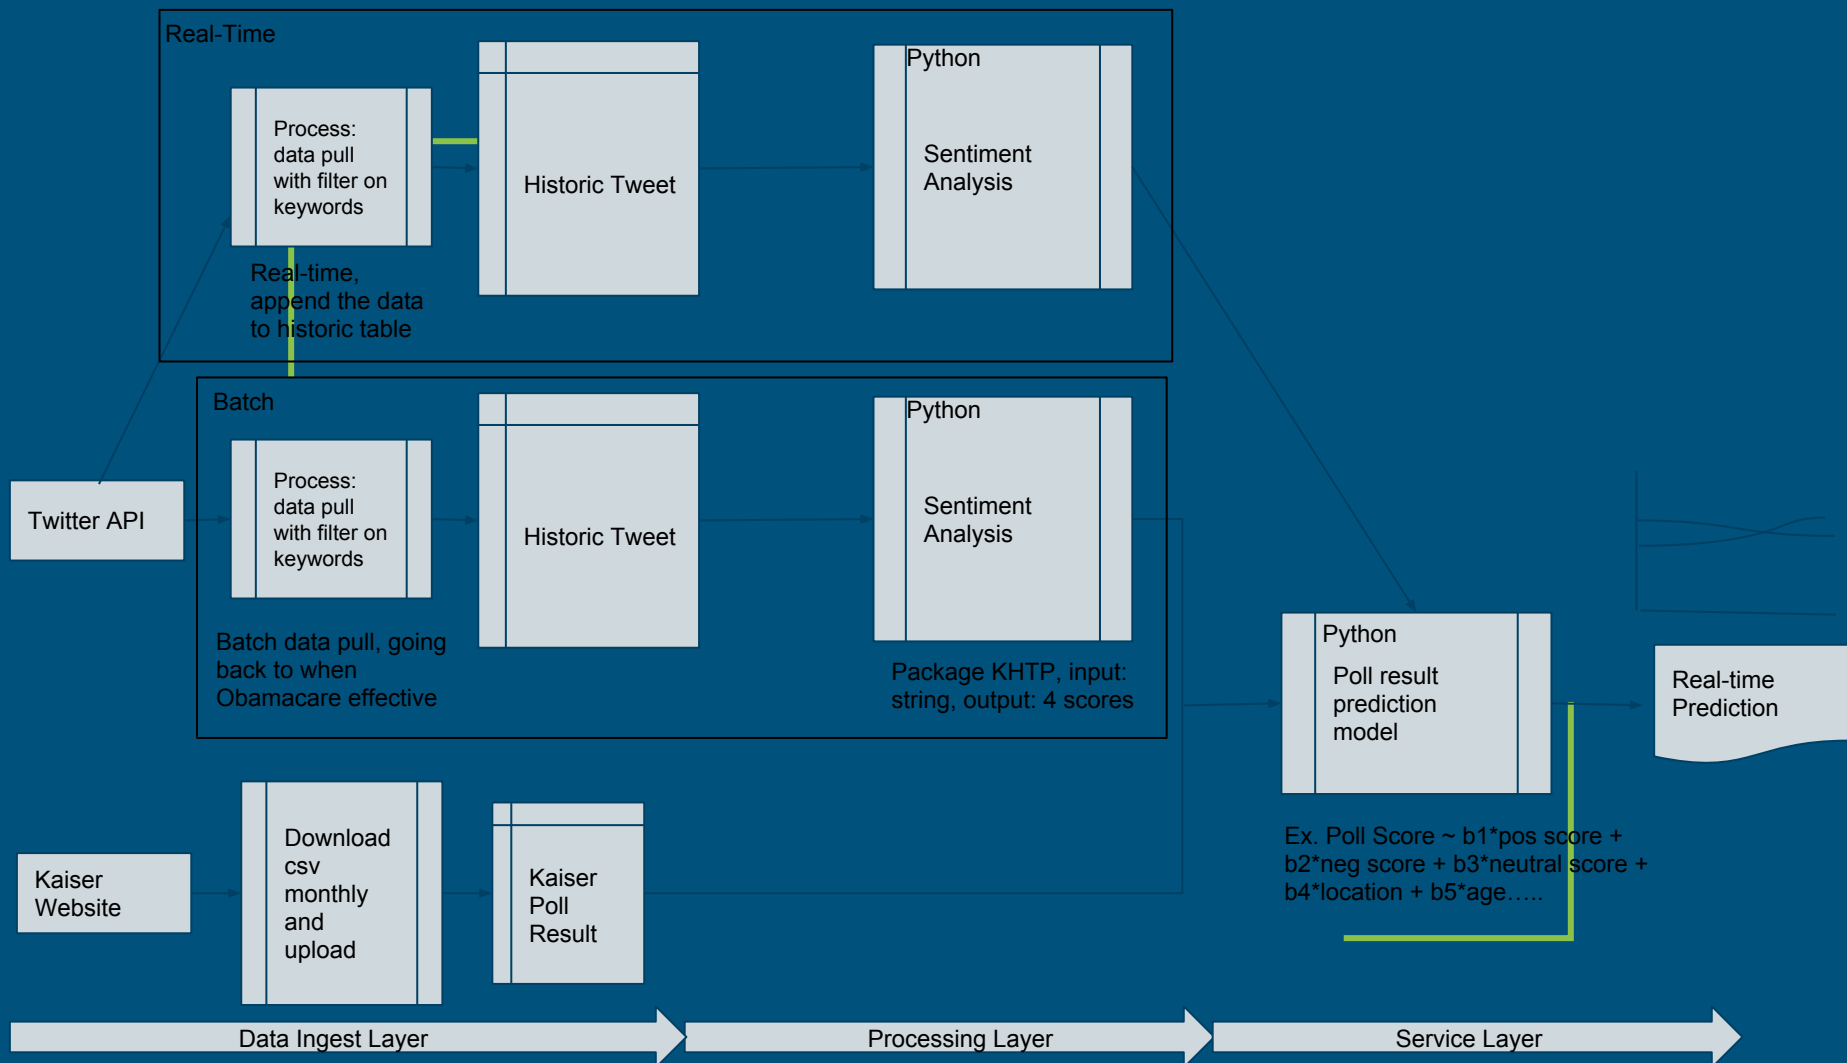 Real-Time
Process:
data pull
with filter on
keywords
Real-time,
append the data
to historic table
Historic Tweet
Python
Sentiment
Analysis
Batch
Twitter API
Process:
data pull
with filter on
keywords
Batch data pull, going
back to when
Obamacare effective
Historic Tweet
Python
Sentiment
Analysis
Package KHTP, input:
string, output: 4 scores
Kaiser
Website
Download
csv
monthly
and
upload
Kaiser
Poll
Result
Python
Poll result
prediction
model
Ex. Poll Score ~ b1*pos score +
b2*neg score + b3*neutral score +
b4*location + b5*age.....
Real-time
Prediction
Data Ingest Layer
Processing Layer
Service Layer